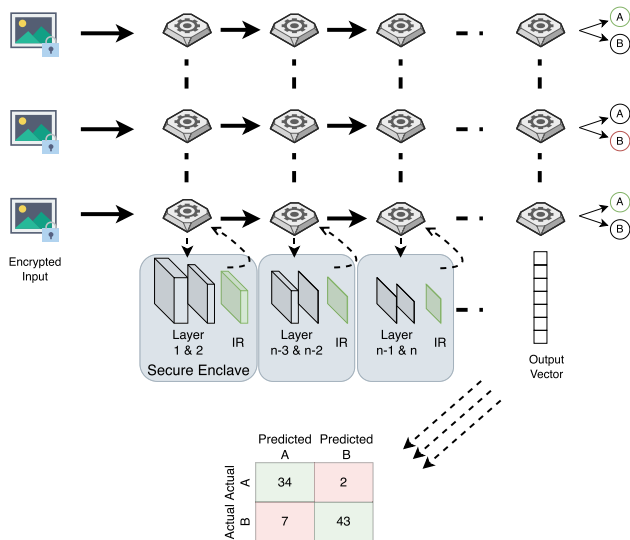 A
B
A
B
A
B
Encrypted
Input
Layer
1 & 2
IR
Secure Enclave
Layer
n-3 & n-2
IR
Layer
n-1 & n
IR
Output
Vector
Predicted
A
Predicted
B
Actual
A
34
2
Actual
B
7
43